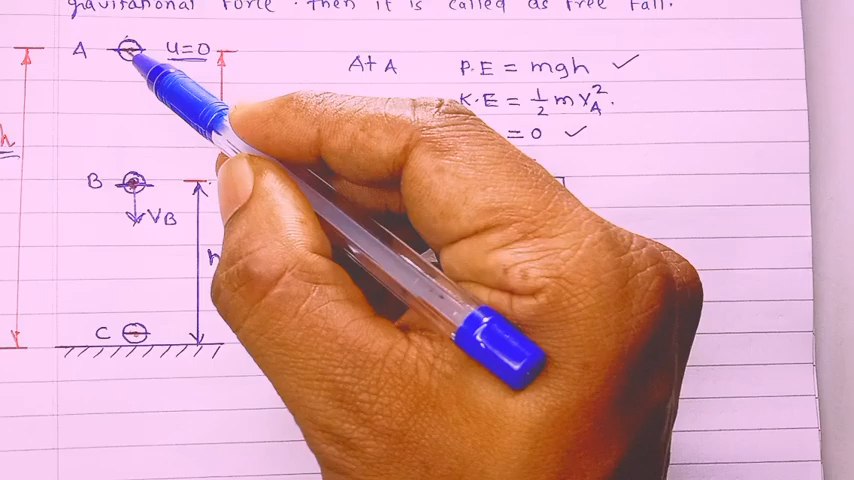 gravitational force. Then it is called as Free Fall.
A u=0
At A P.E = mgh ✓
K.E = ½ m V_A².
= 0 ✓
h
B
V_B
h
C